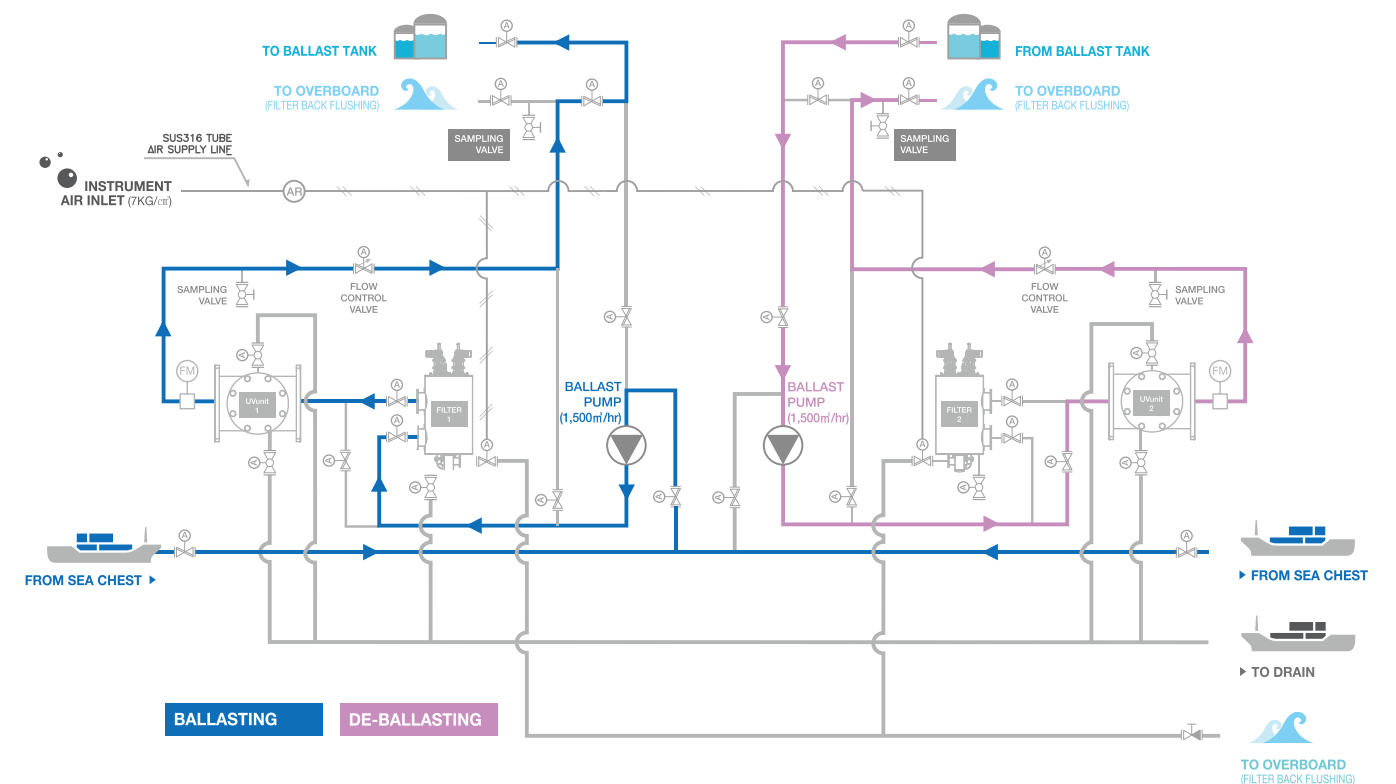 TO BALLAST TANK
FROM BALLAST TANK
TO OVERBOARD
(FILTER BACK FLUSHING)
TO OVERBOARD
(FILTER BACK FLUSHING)
A
A
A
A
A
A
SAMPLING
VALVE
SAMPLING
VALVE
SUS316 TUBE
AIR SUPPLY LINE
INSTRUMENT
AIR INLET (7KG/㎠)
AR
A
A
SAMPLING
VALVE
FLOW
CONTROL
VALVE
FLOW
CONTROL
VALVE
SAMPLING
VALVE
A
A
A
A
FM
FM
UVunit
1
A
A
FILTER
1
BALLAST
PUMP
(1,500㎥/hr)
BALLAST
PUMP
(1,500㎥/hr)
FILTER
2
A
A
UVunit
2
A
A
A
A
A
A
A
A
A
A
A
A
A
A
FROM SEA CHEST
FROM SEA CHEST
TO DRAIN
BALLASTING
DE-BALLASTING
TO OVERBOARD
(FILTER BACK FLUSHING)